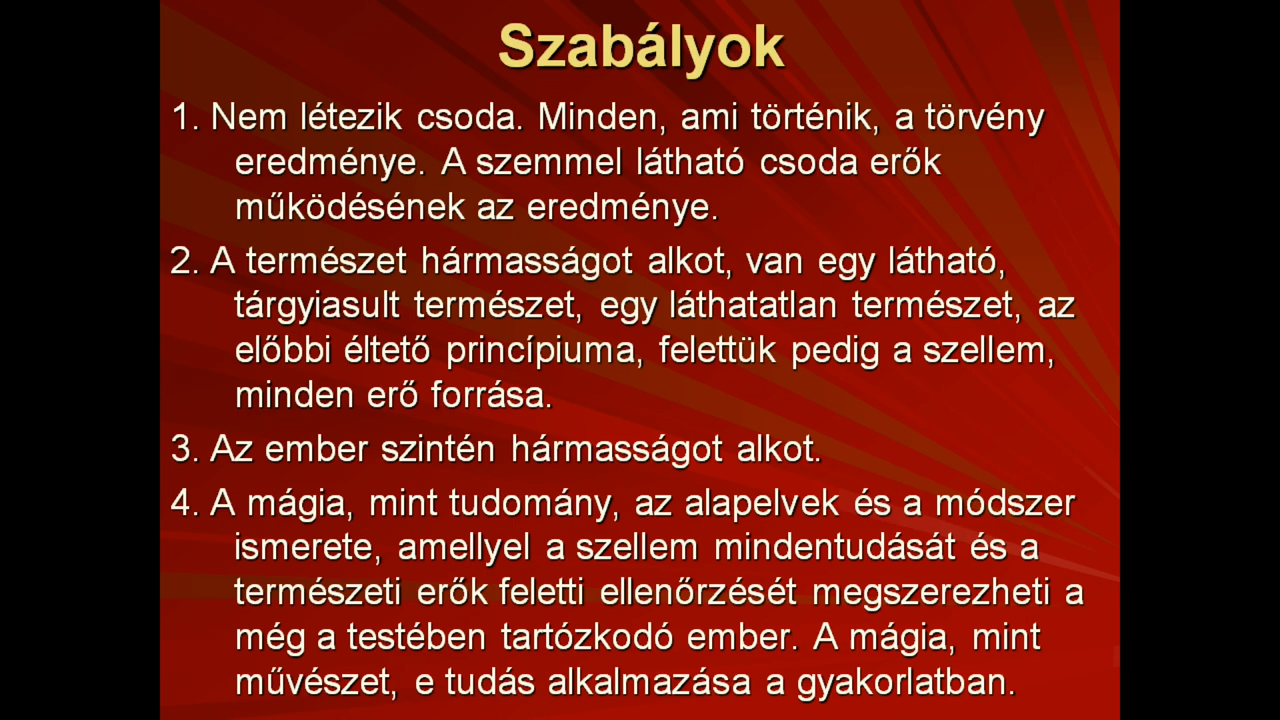 Szabályok
1. Nem létezik csoda. Minden, ami történik, a törvény
eredménye. A szemmel látható csoda erők
működésének az eredménye.
2. A természet hármasságot alkot, van egy látható,
tárgyiasult természet, egy láthatatlan természet, az
előbbi éltető princípiuma, felettük pedig a szellem,
minden erő forrása.
3. Az ember szintén hármasságot alkot.
4. A mágia, mint tudomány, az alapelvek és a módszer
ismerete, amellyel a szellem mindentudását és a
természeti erők feletti ellenőrzését megszerezheti a
még a testében tartózkodó ember. A mágia, mint
művészet, e tudás alkalmazása a gyakorlatban.